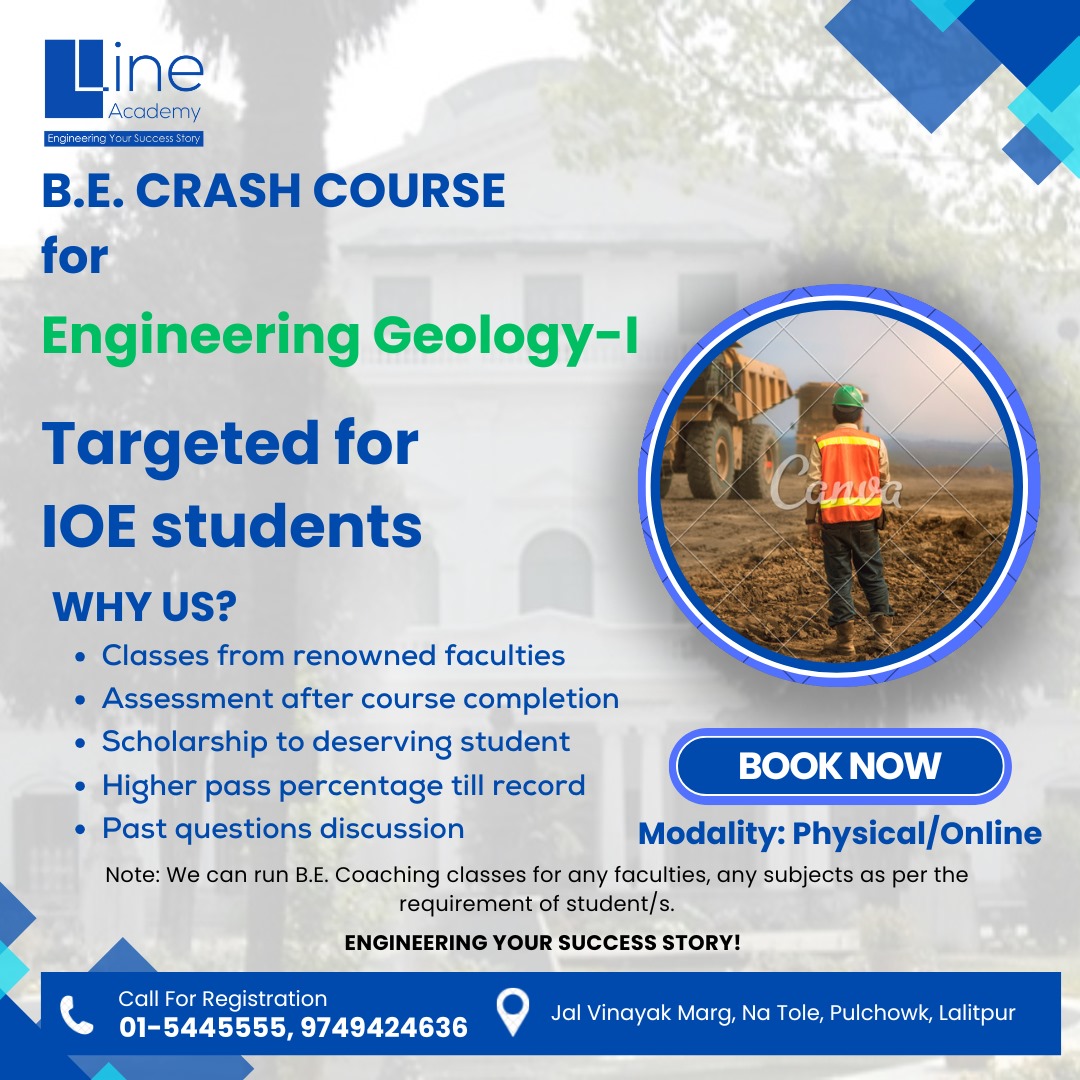 Line
Academy
Engineering Your Success Story
B.E. CRASH COURSE
for
Engineering Geology-I
Targeted for
IOE students
WHY US?
• Classes from renowned faculties
• Assessment after course completion
• Scholarship to deserving student
• Higher pass percentage till record
• Past questions discussion
Canva
BOOK NOW
Modality: Physical/Online
Note: We can run B.E. Coaching classes for any faculties, any subjects as per the
requirement of student/s.
ENGINEERING YOUR SUCCESS STORY!
Call For Registration
01-5445555, 9749424636
Jal Vinayak Marg, Na Tole, Pulchowk, Lalitpur